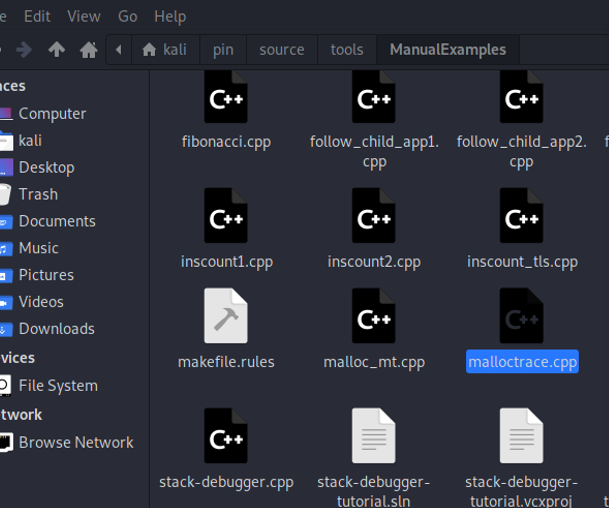 e Edit View Go Help
kali pin source tools ManualExamples
aces
Computer
kali
Desktop
Trash
Documents
Music
Pictures
Videos
Downloads
vices
File System
twork
Browse Network
C++ C++ C++
fibonacci.cpp follow_child_app1. follow_child_app2. f
cpp cpp
C++ C++ C++
inscount1.cpp inscount2.cpp inscount_tls.cpp
C++ C++
makefile.rules malloc_mt.cpp malloctrace.cpp
C++
stack-debugger.cpp stack-debugger- stack-debugger-
tutorial.sln tutorial.vcxproj